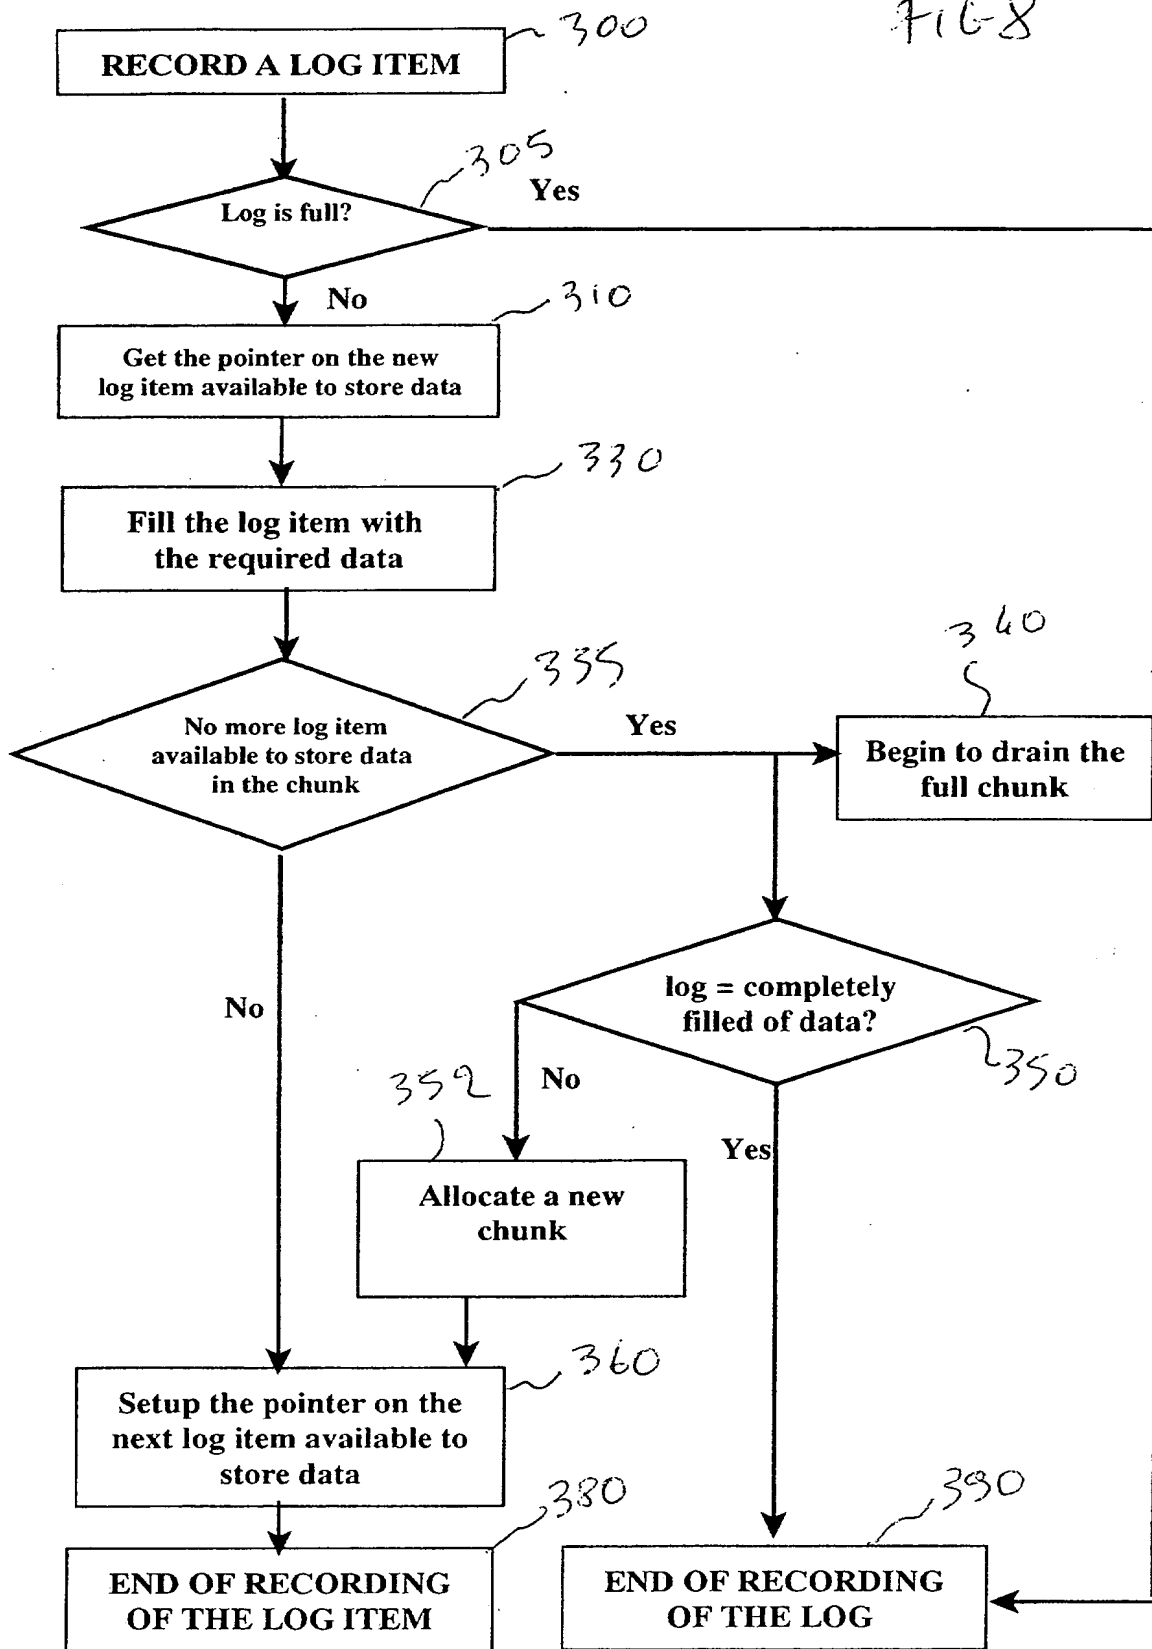 FIG 8
300
RECORD A LOG ITEM
305
Yes
Log is full?
No
310
Get the pointer on the new
log item available to store data
330
Fill the log item with
the required data
335
340
No more log item
available to store data
in the chunk
Yes
Begin to drain the
full chunk
log = completely
filled of data?
350
No
352
No
Yes
Allocate a new
chunk
360
Setup the pointer on the
next log item available to
store data
380
390
END OF RECORDING
OF THE LOG ITEM
END OF RECORDING
OF THE LOG